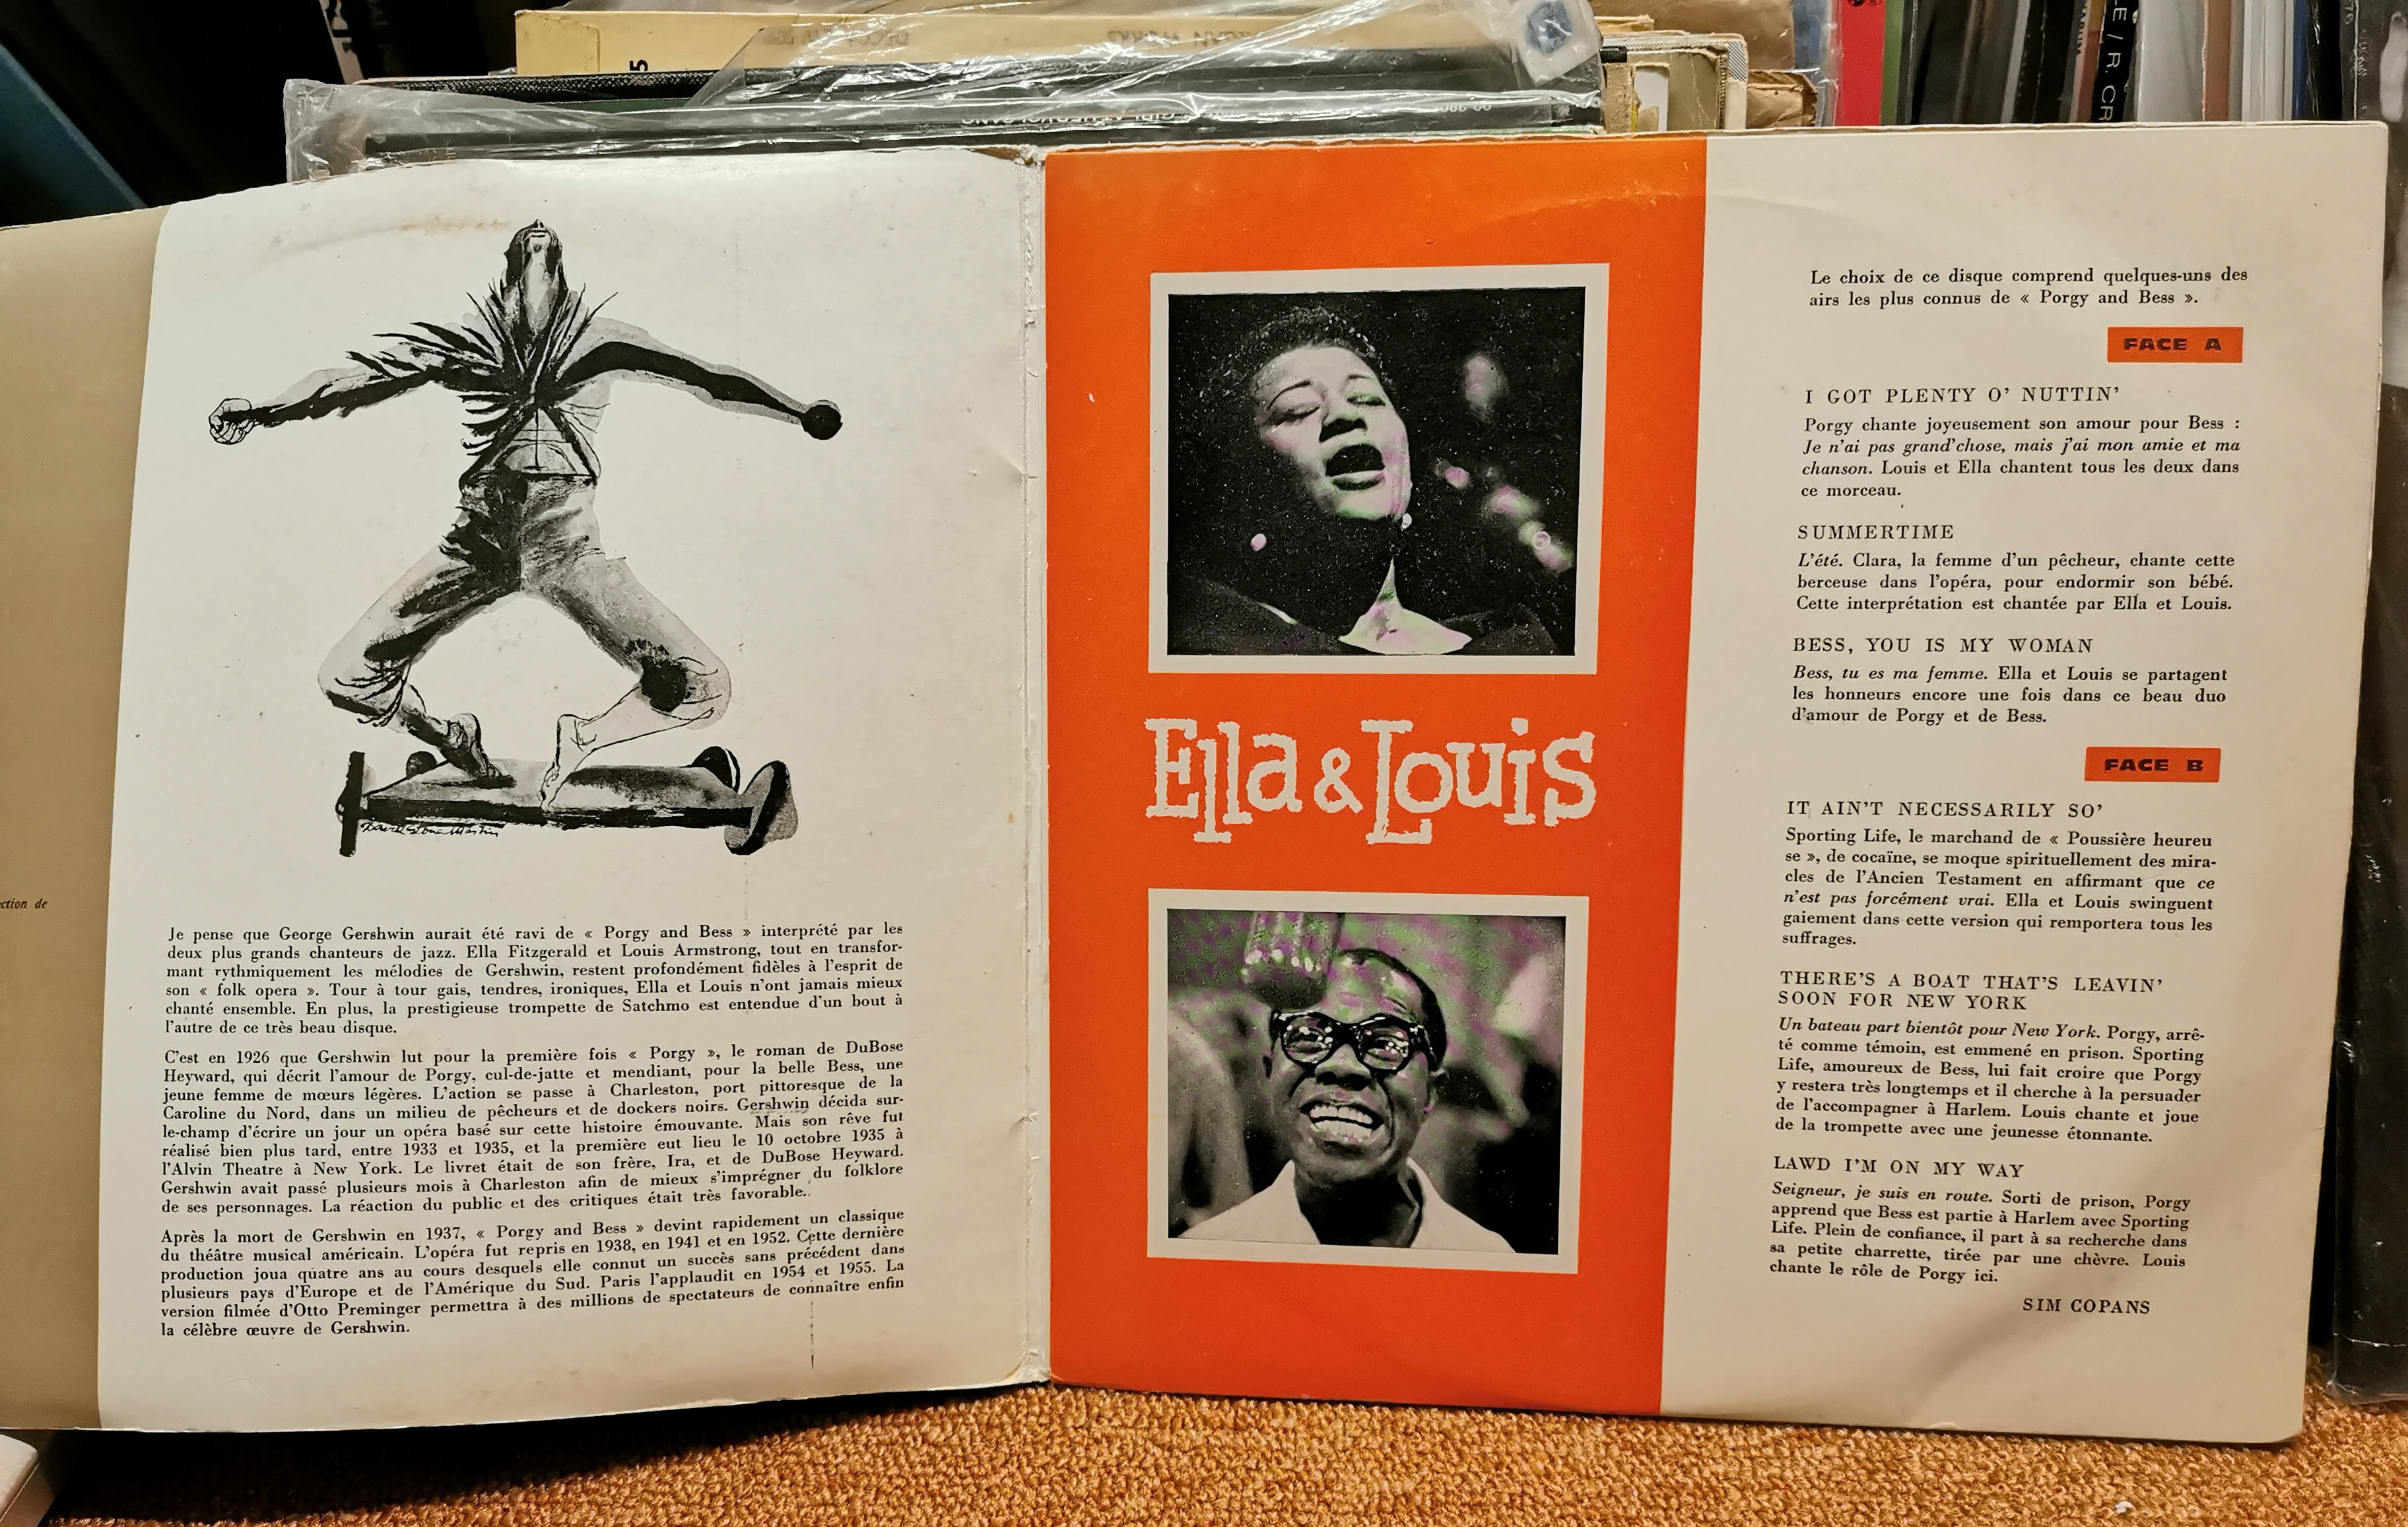 5
LE / R. CR
ction de
David Stone Martin
Je pense que George Gershwin aurait été ravi de « Porgy and Bess » interprété par les
deux plus grands chanteurs de jazz. Ella Fitzgerald et Louis Armstrong, tout en transfor-
mant rythmiquement les mélodies de Gershwin, restent profondément fidèles à l'esprit de
son « folk opera ». Tour à tour gais, tendres, ironiques, Ella et Louis n'ont jamais mieux
chanté ensemble. En plus, la prestigieuse trompette de Satchmo est entendue d'un bout à
l'autre de ce très beau disque.
C'est en 1926 que Gershwin lut pour la première fois « Porgy », le roman de DuBose
Heyward, qui décrit l'amour de Porgy, cul-de-jatte et mendiant, pour la belle Bess, une
jeune femme de mœurs légères. L'action se passe à Charleston, port pittoresque de la
Caroline du Nord, dans un milieu de pêcheurs et de dockers noirs. Gershwin décida sur-
le-champ d'écrire un jour un opéra basé sur cette histoire émouvante. Mais son rêve fut
réalisé bien plus tard, entre 1933 et 1935, et la première eut lieu le 10 octobre 1935 à
l'Alvin Theatre à New York. Le livret était de son frère, Ira, et de DuBose Heyward.
Gershwin avait passé plusieurs mois à Charleston afin de mieux s'imprégner du folklore
de ses personnages. La réaction du public et des critiques était très favorable.
Après la mort de Gershwin en 1937, « Porgy and Bess » devint rapidement un classique
du théâtre musical américain. L'opéra fut repris en 1938, en 1941 et en 1952. Cette dernière
production joua quatre ans au cours desquels elle connut un succès sans précédent dans
plusieurs pays d'Europe et de l'Amérique du Sud. Paris l'applaudit en 1954 et 1955. La
version filmée d'Otto Preminger permettra à des millions de spectateurs de connaître enfin
la célèbre œuvre de Gershwin.
Ella & Louis
Le choix de ce disque comprend quelques-uns des
airs les plus connus de « Porgy and Bess ».
FACE A
I GOT PLENTY O' NUTTIN'
Porgy chante joyeusement son amour pour Bess :
Je n'ai pas grand'chose, mais j'ai mon amie et ma
chanson. Louis et Ella chantent tous les deux dans
ce morceau.
SUMMERTIME
L'été. Clara, la femme d'un pêcheur, chante cette
berceuse dans l'opéra, pour endormir son bébé.
Cette interprétation est chantée par Ella et Louis.
BESS, YOU IS MY WOMAN
Bess, tu es ma femme. Ella et Louis se partagent
les honneurs encore une fois dans ce beau duo
d'amour de Porgy et de Bess.
FACE B
IT AIN'T NECESSARILY SO'
Sporting Life, le marchand de « Poussière heureu
se », de cocaïne, se moque spirituellement des mira-
cles de l'Ancien Testament en affirmant que ce
n'est pas forcément vrai. Ella et Louis swinguent
gaiement dans cette version qui remportera tous les
suffrages.
THERE'S A BOAT THAT'S LEAVIN'
SOON FOR NEW YORK
Un bateau part bientôt pour New York. Porgy, arrê-
té comme témoin, est emmené en prison. Sporting
Life, amoureux de Bess, lui fait croire que Porgy
y restera très longtemps et il cherche à la persuader
de l'accompagner à Harlem. Louis chante et joue
de la trompette avec une jeunesse étonnante.
LAWD I'M ON MY WAY
Seigneur, je suis en route. Sorti de prison, Porgy
apprend que Bess est partie à Harlem avec Sporting
Life. Plein de confiance, il part à sa recherche dans
sa petite charrette, tirée par une chèvre. Louis
chante le rôle de Porgy ici.
SIM COPANS